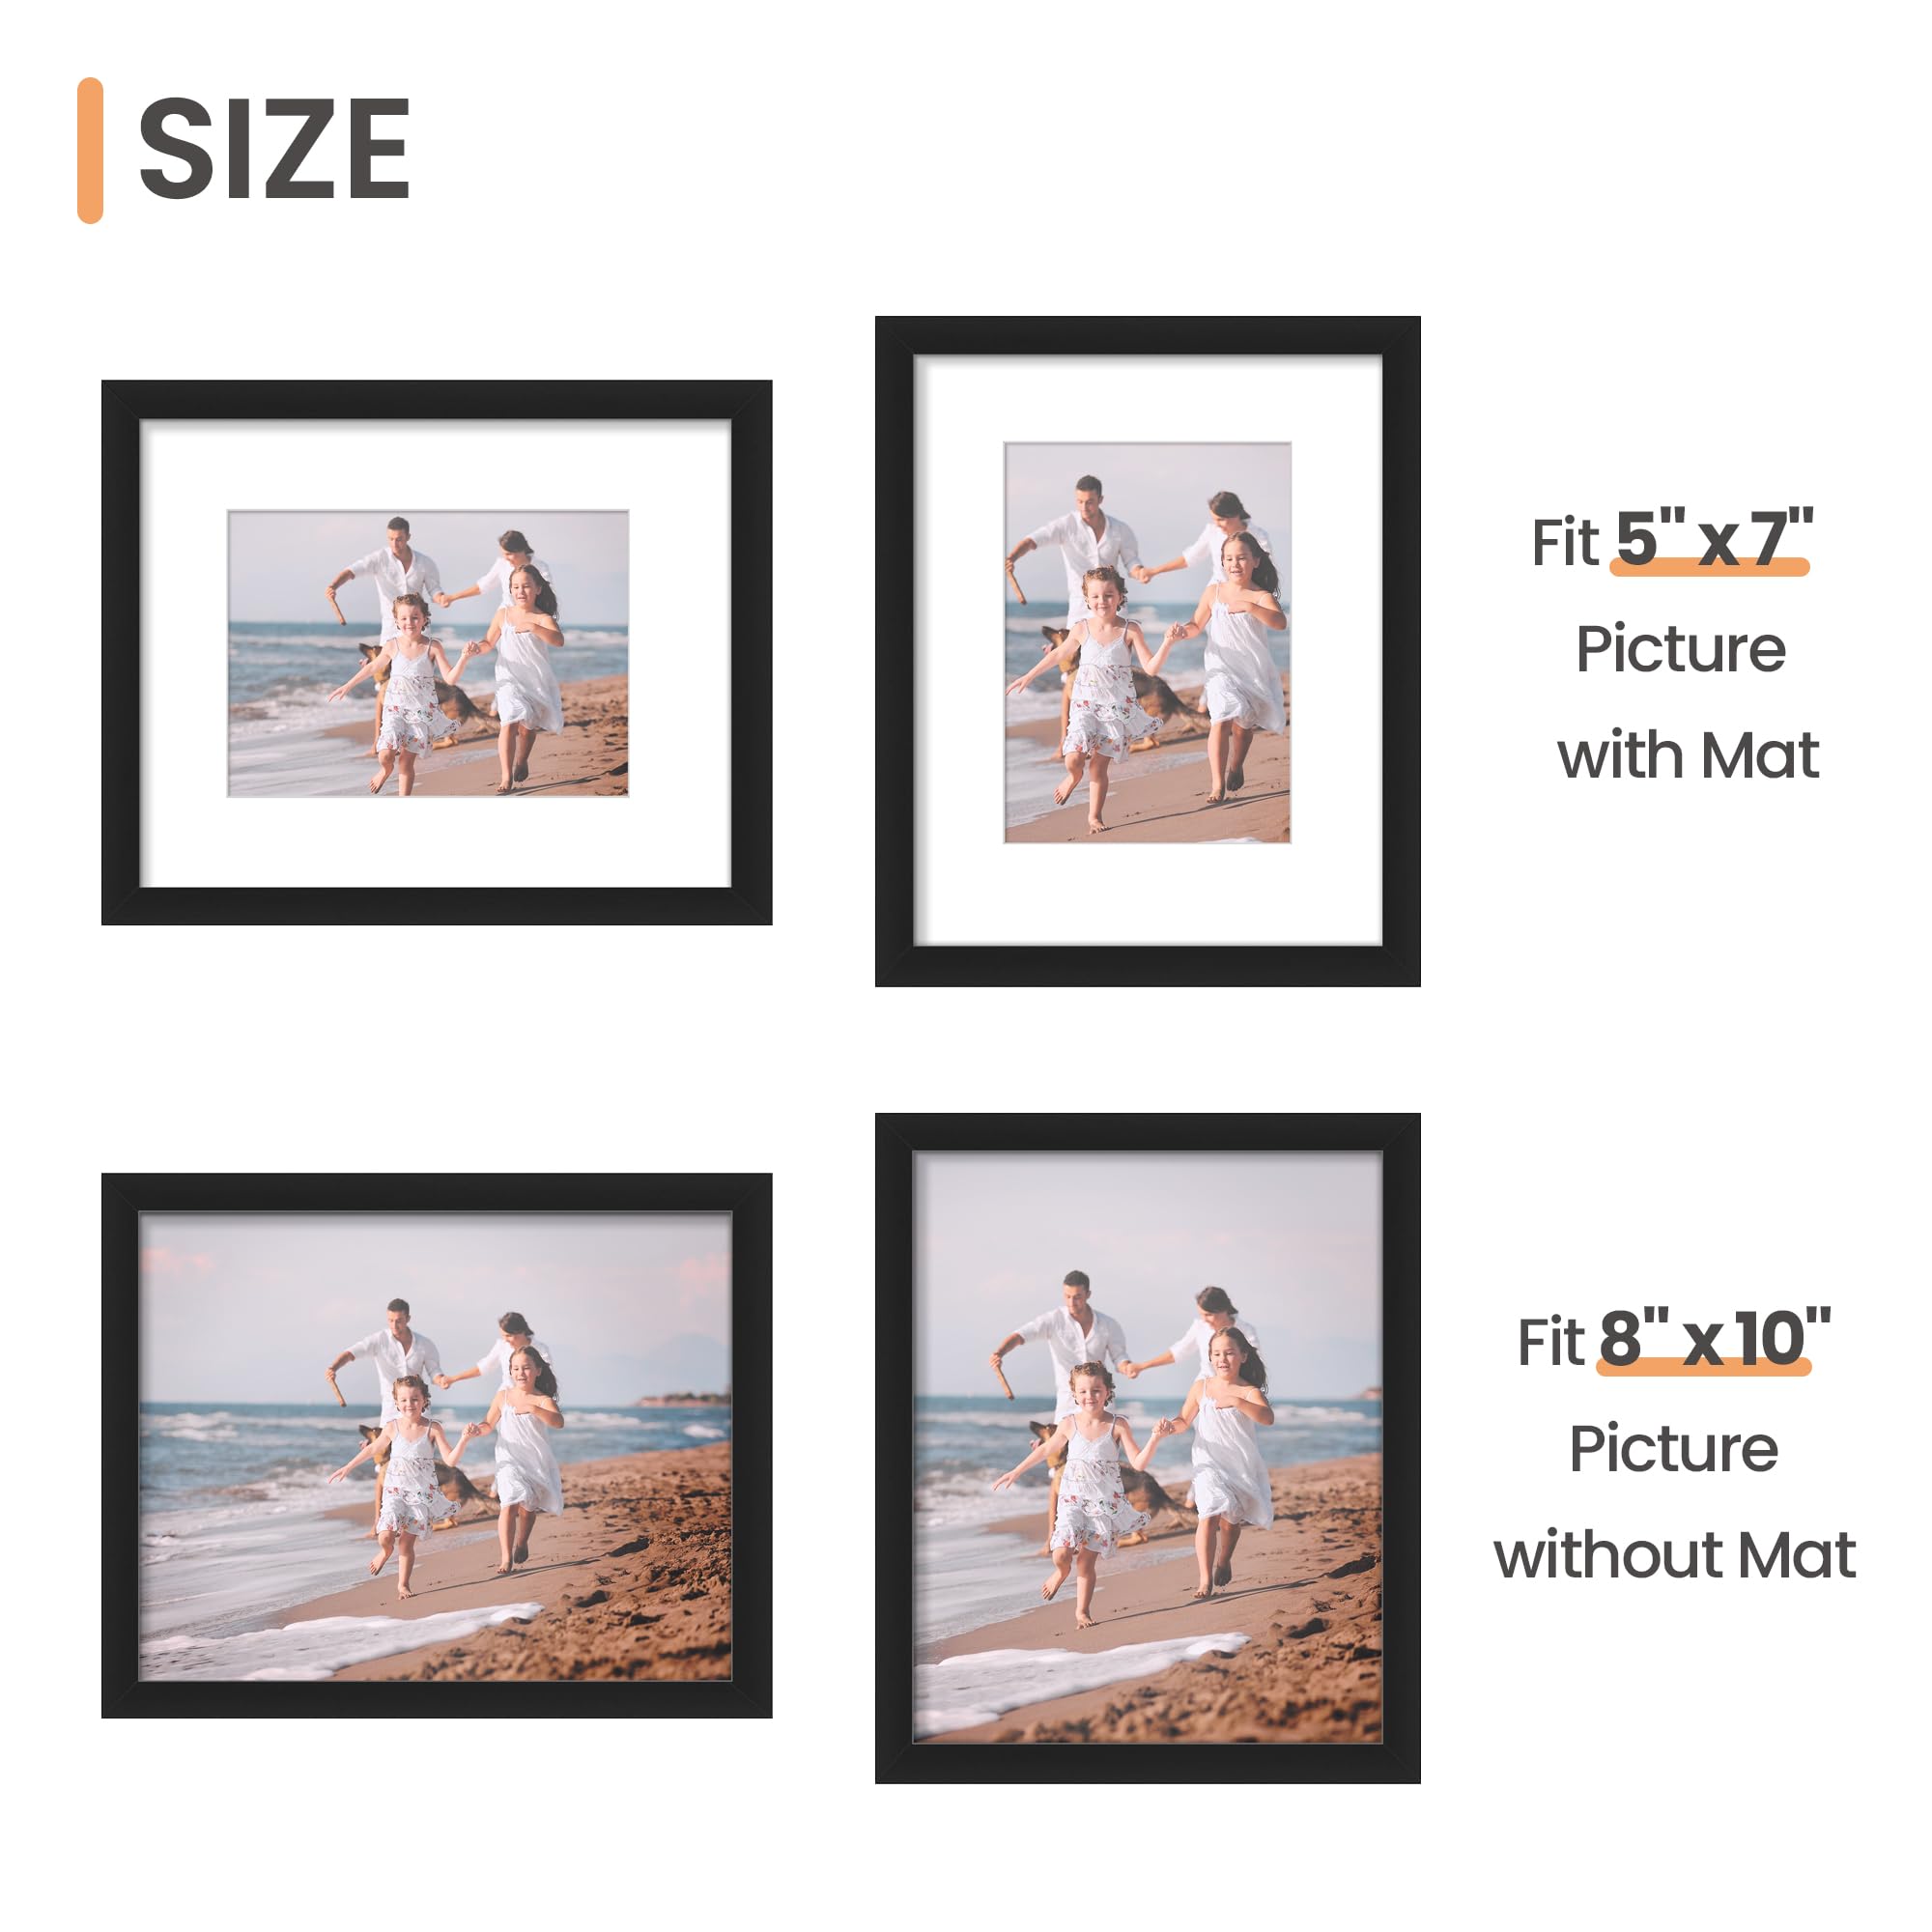 SIZE
Fit 5" x 7"
Picture
with Mat
Fit 8" x 10"
Picture
without Mat